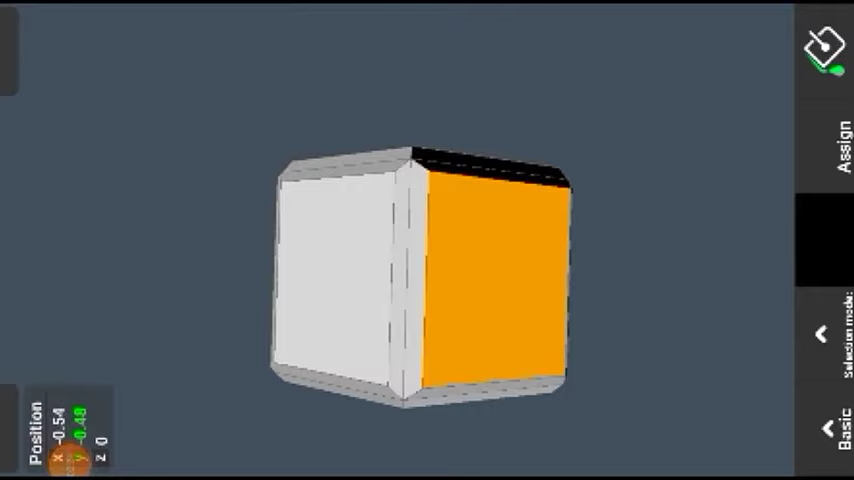 Position
x -0.54
y -0.48
z 0
Assign
Selection mode:
Basic